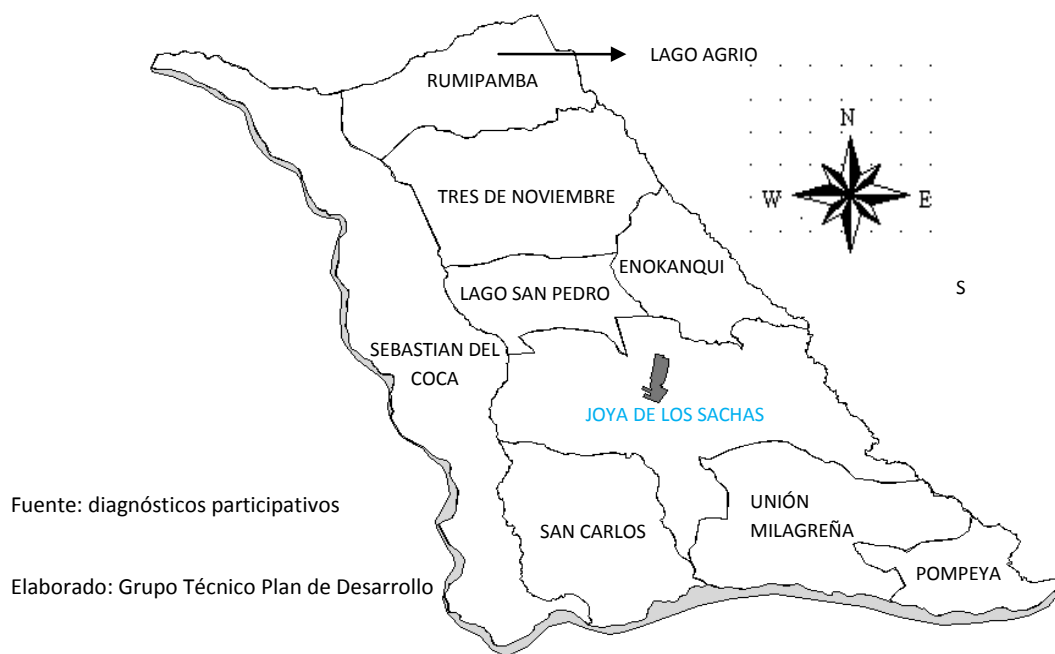 LAGO AGRIO
RUMIPAMBA
N
TRES DE NOVIEMBRE
W E
ENOKANQUI
LAGO SAN PEDRO
S
SEBASTIAN DEL
COCA
JOYA DE LOS SACHAS
Fuente: diagnósticos participativos
UNIÓN
MILAGREÑA
SAN CARLOS
POMPEYA
Elaborado: Grupo Técnico Plan de Desarrollo